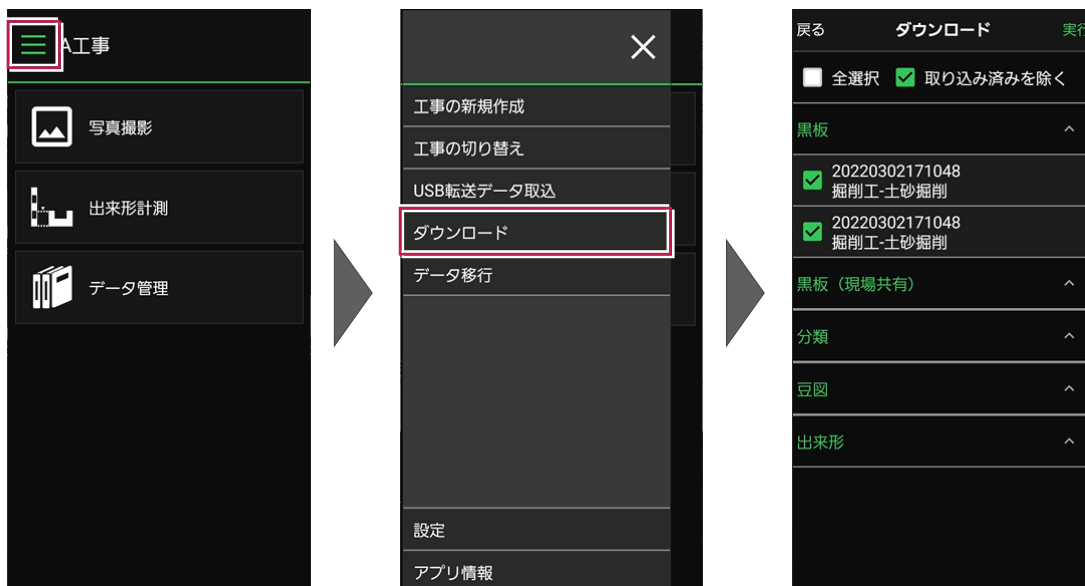 A工事
写真撮影
出来形計測
データ管理
工事の新規作成
工事の切り替え
USB転送データ取込
ダウンロード
データ移行
設定
アプリ情報
戻る ダウンロード 実行
全選択 取り込み済みを除く
黒板
20220302171048
掘削工-土砂掘削
20220302171048
掘削工-土砂掘削
黒板（現場共有）
分類
豆図
出来形